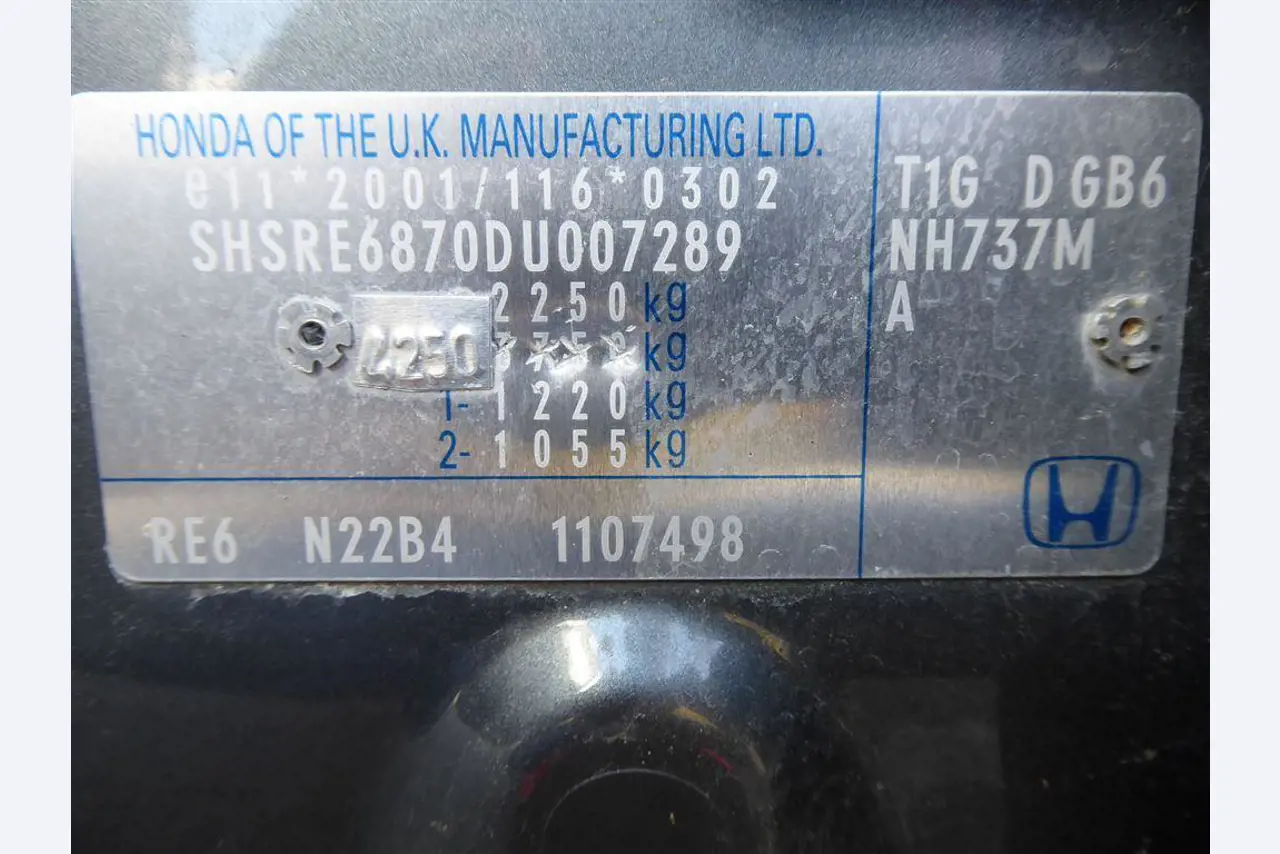 HONDA OF THE U.K. MANUFACTURING LTD.
e11*2001/116*0302
SHSRE6870DU007289
2250 kg
4250 kg
1- 1220 kg
2- 1055 kg
RE6 N22B4 1107498
T1G D GB6
NH737M
A